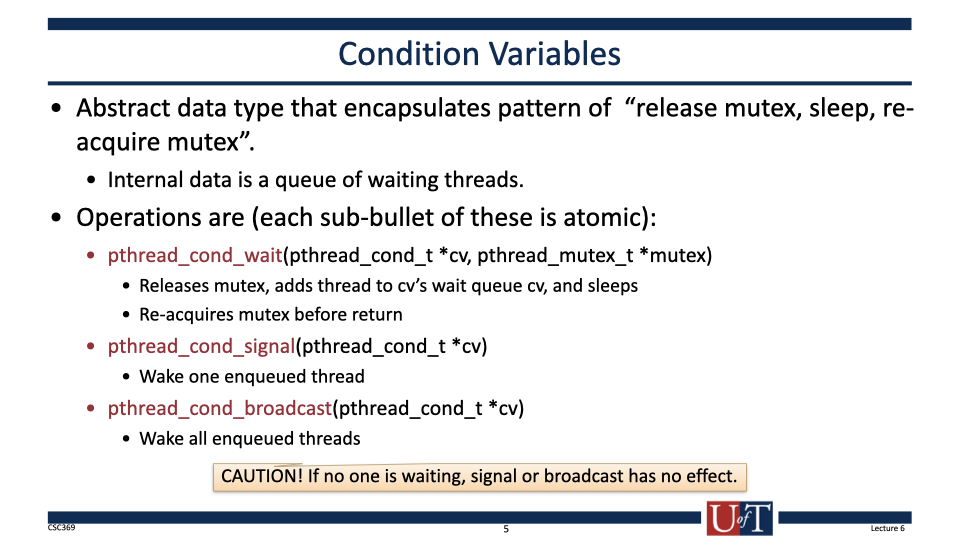 Condition Variables
• Abstract data type that encapsulates pattern of “release mutex, sleep, re-
acquire mutex”.
• Internal data is a queue of waiting threads.
• Operations are (each sub-bullet of these is atomic):
• pthread_cond_wait(pthread_cond_t *cv, pthread_mutex_t *mutex)
• Releases mutex, adds thread to cv’s wait queue cv, and sleeps
• Re-acquires mutex before return
• pthread_cond_signal(pthread_cond_t *cv)
• Wake one enqueued thread
• pthread_cond_broadcast(pthread_cond_t *cv)
• Wake all enqueued threads
CAUTION! If no one is waiting, signal or broadcast has no effect.
CSC369
5
UofT
Lecture 6